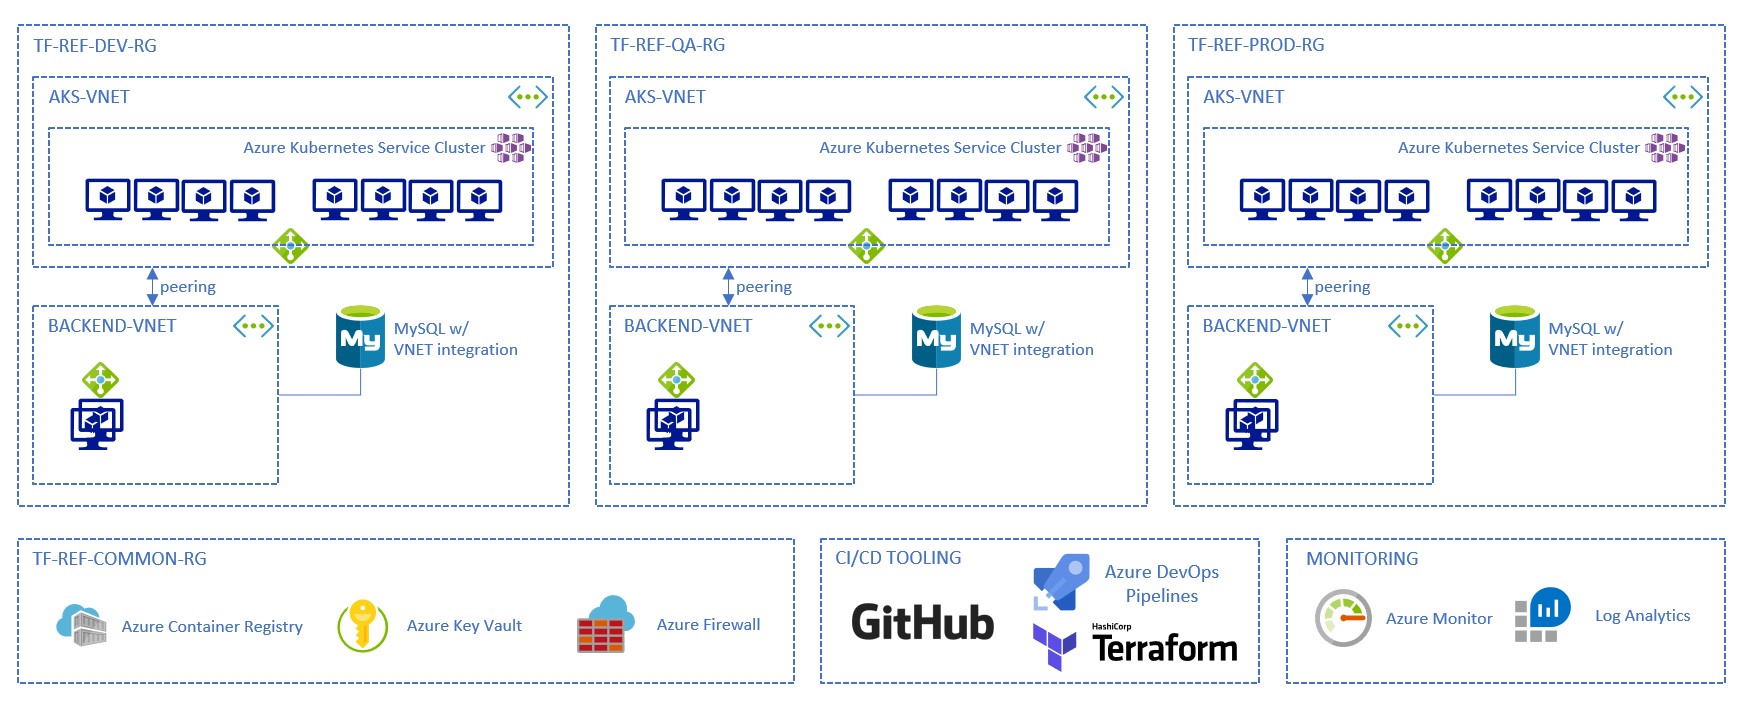 TF-REF-DEV-RG
AKS-VNET
Azure Kubernetes Service Cluster
peering
BACKEND-VNET
My
MySQL w/
VNET integration
TF-REF-QA-RG
AKS-VNET
Azure Kubernetes Service Cluster
peering
BACKEND-VNET
My
MySQL w/
VNET integration
TF-REF-PROD-RG
AKS-VNET
Azure Kubernetes Service Cluster
peering
BACKEND-VNET
My
MySQL w/
VNET integration
TF-REF-COMMON-RG
Azure Container Registry
Azure Key Vault
Azure Firewall
CI/CD TOOLING
GitHub
Azure DevOps
Pipelines
HashiCorp
Terraform
MONITORING
Azure Monitor
Log Analytics